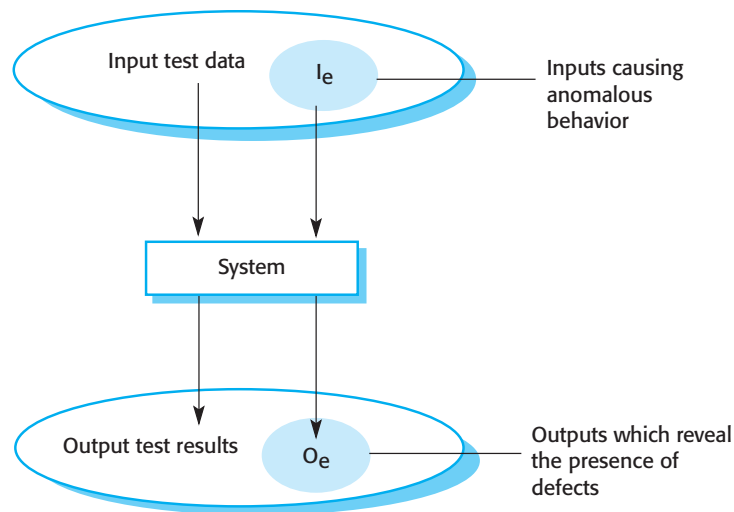 Input test data
Ie
Inputs causing
anomalous
behavior
System
Output test results
Oe
Outputs which reveal
the presence of
defects